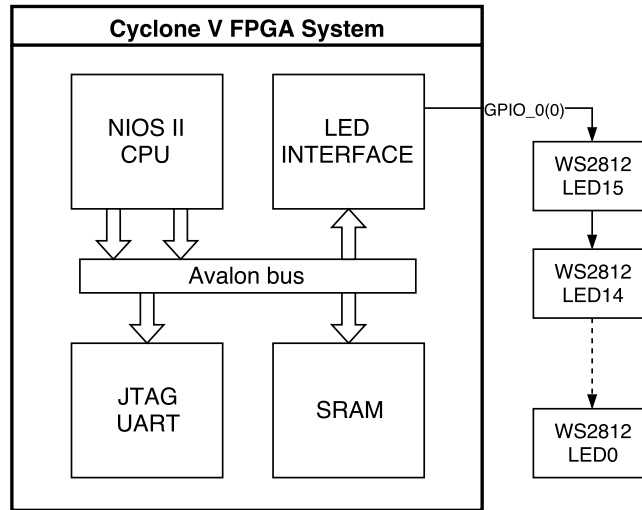 Cyclone V FPGA System
NIOS II
CPU
LED
INTERFACE
GPIO_0(0)
WS2812
LED15
Avalon bus
WS2812
LED14
JTAG
UART
SRAM
WS2812
LED0